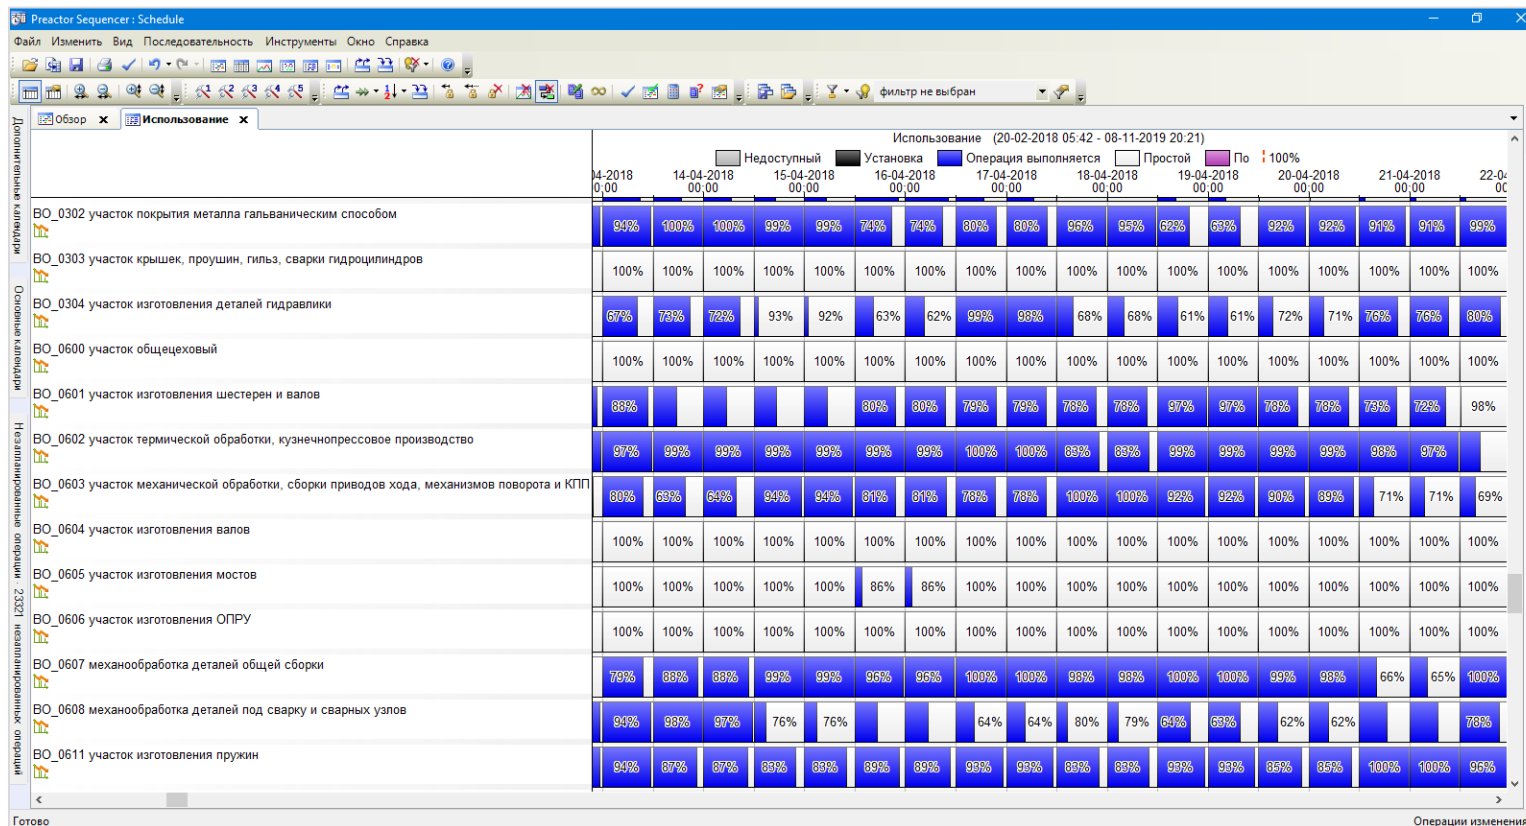 Preactor Sequencer : Schedule
Файл Изменить Вид Последовательность Инструменты Окно Справка
фильтр не выбран
Обзор Использование
Дополнительные календари
Основные календари
Незапланированные операции - 23321 незапланированных операций
Использование (20-02-2018 05:42 - 08-11-2019 20:21)
Недоступный Установка Операция выполняется Простой По 100%
04-2018 14-04-2018 15-04-2018 16-04-2018 17-04-2018 18-04-2018 19-04-2018 20-04-2018 21-04-2018 22-04
0:00 00:00 00:00 00:00 00:00 00:00 00:00 00:00 00:00 00
BO_0302 участок покрытия металла гальваническим способом
94% 100% 100% 99% 99% 74% 74% 80% 80% 96% 95% 62% 63% 92% 92% 91% 91% 99%
BO_0303 участок крышек, проушин, гильз, сварки гидроцилиндров
100% 100% 100% 100% 100% 100% 100% 100% 100% 100% 100% 100% 100% 100% 100% 100% 100% 100%
BO_0304 участок изготовления деталей гидравлики
67% 73% 72% 93% 92% 63% 62% 99% 98% 68% 68% 61% 61% 72% 71% 76% 76% 80%
BO_0600 участок общецеховый
100% 100% 100% 100% 100% 100% 100% 100% 100% 100% 100% 100% 100% 100% 100% 100% 100% 100%
BO_0601 участок изготовления шестерен и валов
88% 80% 80% 79% 79% 78% 78% 97% 97% 78% 78% 73% 72% 98%
BO_0602 участок термической обработки, кузнечнопрессовое производство
97% 99% 99% 99% 99% 99% 99% 100% 100% 83% 83% 99% 99% 99% 99% 98% 97%
BO_0603 участок механической обработки, сборки приводов хода, механизмов поворота и КПП
80% 63% 64% 94% 94% 81% 81% 78% 78% 100% 100% 92% 92% 90% 89% 71% 71% 69%
BO_0604 участок изготовления валов
100% 100% 100% 100% 100% 100% 100% 100% 100% 100% 100% 100% 100% 100% 100% 100% 100% 100%
BO_0605 участок изготовления мостов
100% 100% 100% 100% 100% 86% 86% 100% 100% 100% 100% 100% 100% 100% 100% 100% 100% 100%
BO_0606 участок изготовления ОПРУ
100% 100% 100% 100% 100% 100% 100% 100% 100% 100% 100% 100% 100% 100% 100% 100% 100% 100%
BO_0607 механообработка деталей общей сборки
79% 88% 88% 99% 99% 96% 96% 100% 100% 98% 98% 100% 100% 99% 98% 66% 65% 100%
BO_0608 механообработка деталей под сварку и сварных узлов
94% 98% 97% 76% 76% 64% 64% 80% 79% 64% 63% 62% 62% 78%
BO_0611 участок изготовления пружин
94% 87% 87% 83% 83% 89% 89% 93% 93% 83% 83% 93% 93% 85% 85% 100% 100% 96%
Готово
Операции изменения